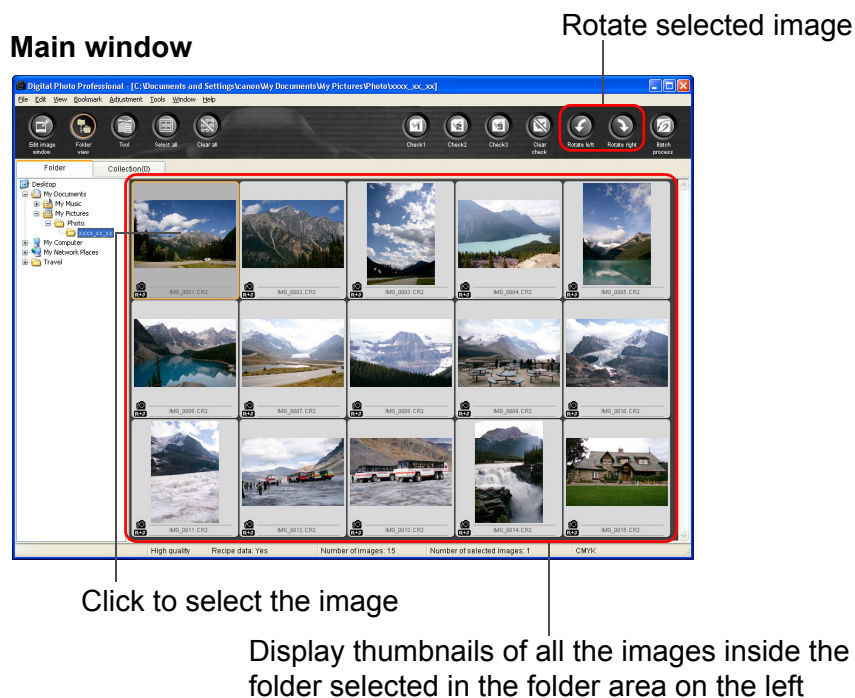 Rotate selected image
Main window
Digital Photo Professional - [C:\Documents and Settings\canon\My Documents\My Pictures\Photo\xxxx_xx_xx]
File Edit View Bookmark Adjustment Tools Window Help
Edit image window
Folder view
Tool
Select all
Clear all
Check1
Check2
Check3
Clear check
Rotate left
Rotate right
Batch process
Folder
Collection(0)
Desktop
My Documents
My Music
My Pictures
Photo
xxxx_xx_xx
My Computer
My Network Places
Travel
R+J IMG_0001.CR2
R+J IMG_0002.CR2
R+J IMG_0003.CR2
R+J IMG_0004.CR2
R+J IMG_0005.CR2
R+J IMG_0006.CR2
R+J IMG_0007.CR2
R+J IMG_0008.CR2
R+J IMG_0009.CR2
R+J IMG_0010.CR2
R+J IMG_0011.CR2
R+J IMG_0012.CR2
R+J IMG_0013.CR2
R+J IMG_0014.CR2
R+J IMG_0015.CR2
High quality Recipe data: Yes Number of images: 15 Number of selected images: 1 CMYK
Click to select the image
Display thumbnails of all the images inside the
folder selected in the folder area on the left